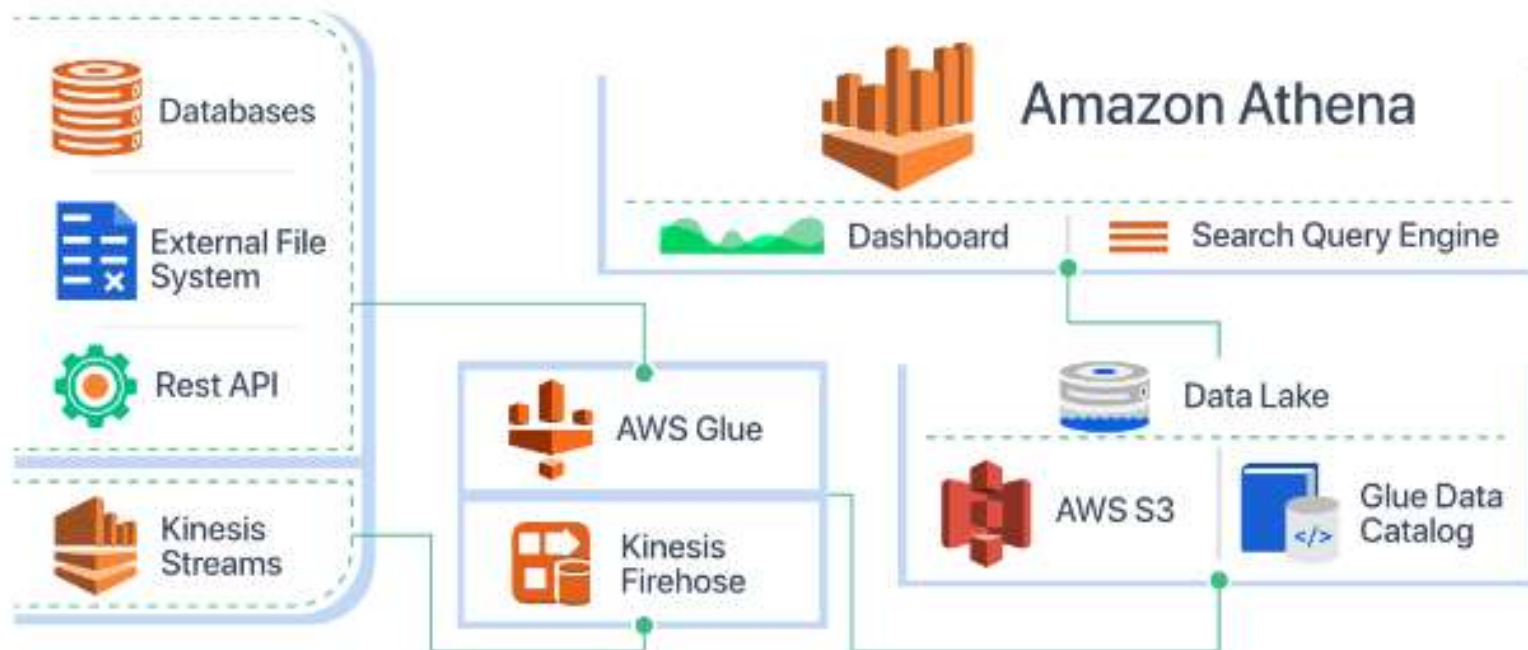 Databases
External File
System
Rest API
Kinesis
Streams
AWS Glue
Kinesis
Firehose
Amazon Athena
Dashboard
Search Query Engine
Data Lake
AWS S3
Glue Data
Catalog
</>